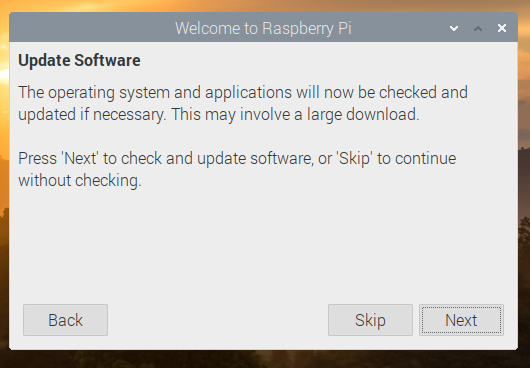 Welcome to Raspberry Pi
Update Software
The operating system and applications will now be checked and
updated if necessary. This may involve a large download.
Press 'Next' to check and update software, or 'Skip' to continue
without checking.
Back Skip Next